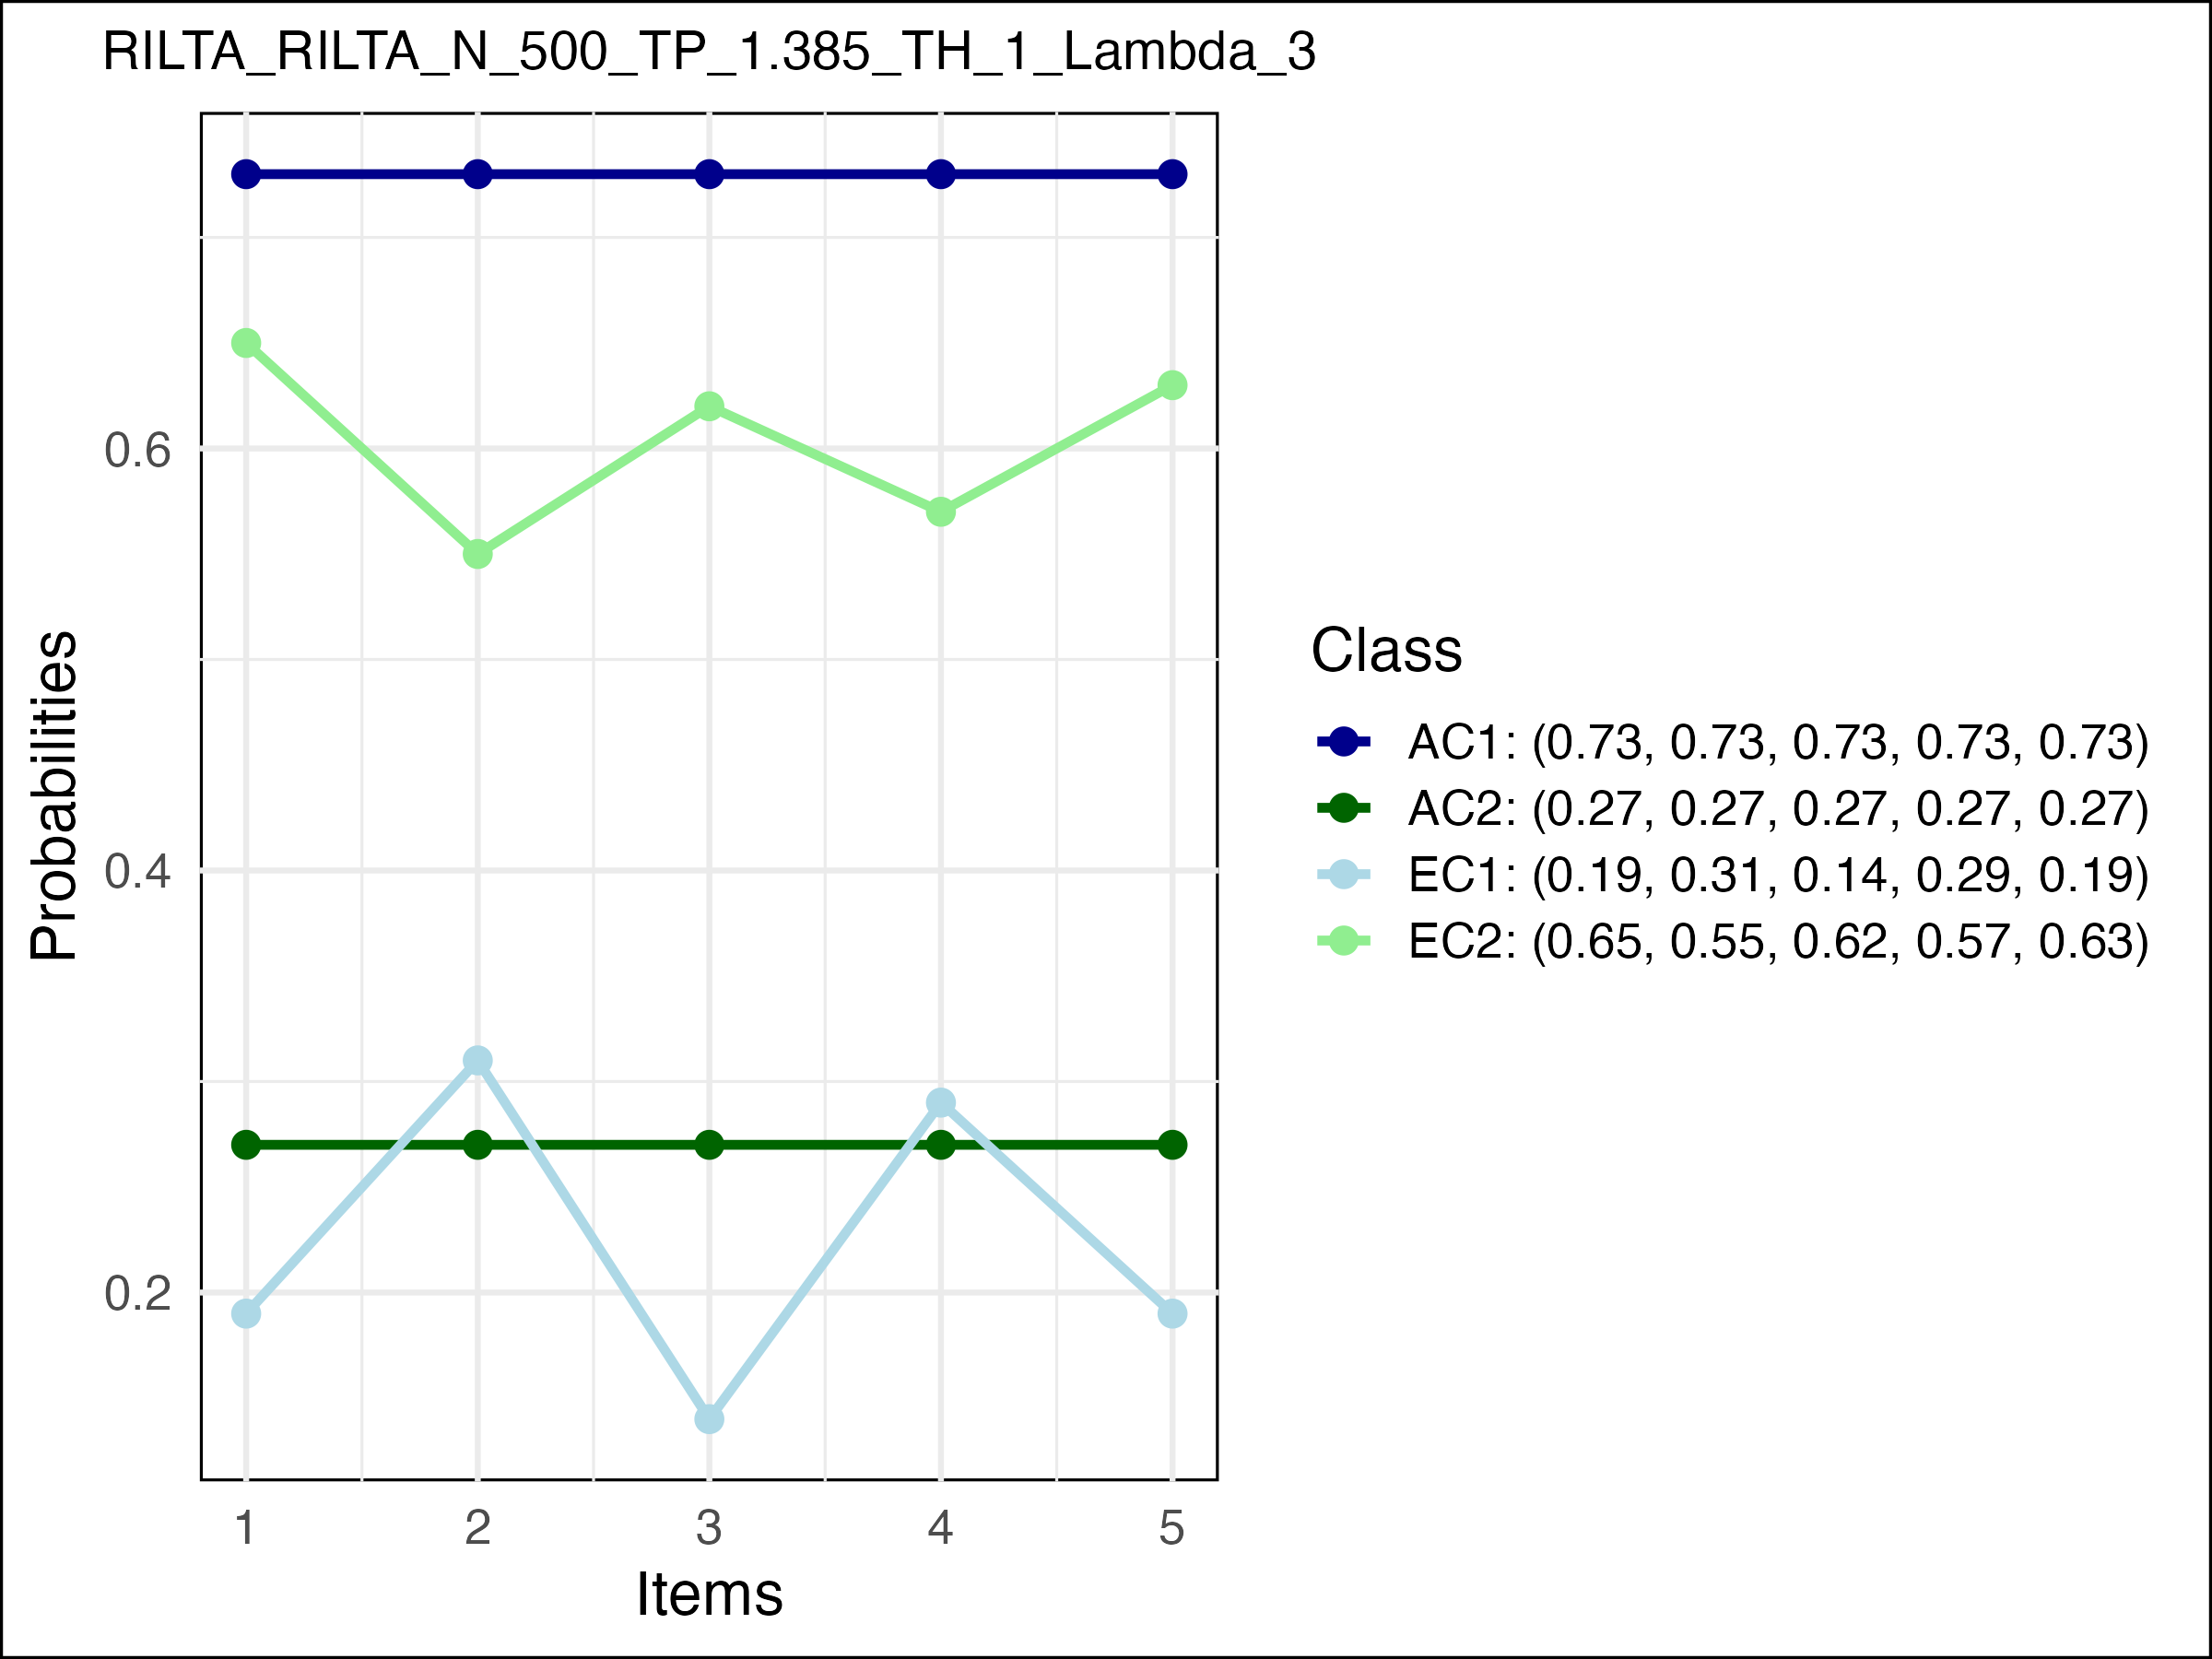 RILTA_RILTA_N_500_TP_1.385_TH_1_Lambda_3
Probabilities
0.6
0.4
0.2
1 2 3 4 5
Items
Class
AC1: (0.73, 0.73, 0.73, 0.73, 0.73)
AC2: (0.27, 0.27, 0.27, 0.27, 0.27)
EC1: (0.19, 0.31, 0.14, 0.29, 0.19)
EC2: (0.65, 0.55, 0.62, 0.57, 0.63)